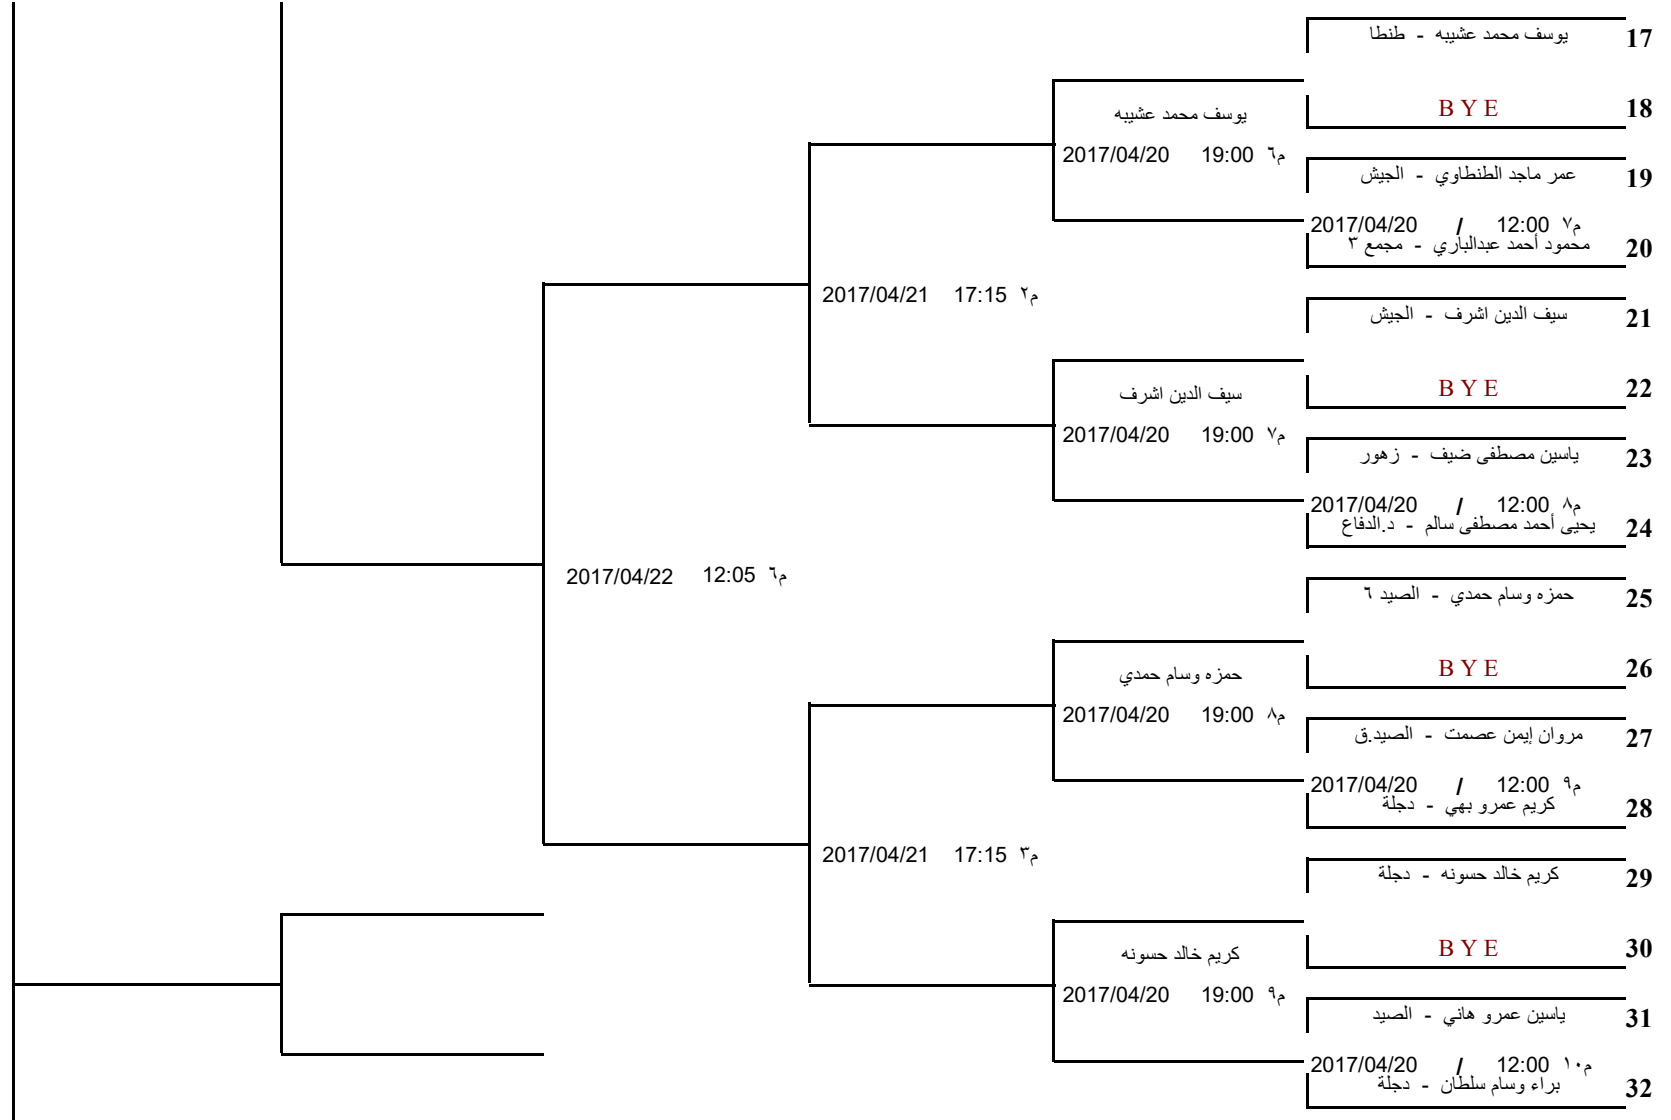 17 يوسف محمد عشيبه - طنطا
18 B Y E
يوسف محمد عشيبه
م٦ 19:00 2017/04/20
19 عمر ماجد الطنطاوي - الجيش
م٧ 12:00 / 2017/04/20
20 محمود أحمد عبدالباري - مجمع ٣
م٢ 17:15 2017/04/21
21 سيف الدين اشرف - الجيش
22 B Y E
سيف الدين اشرف
م٧ 19:00 2017/04/20
23 ياسين مصطفى ضيف - زهور
م٨ 12:00 / 2017/04/20
24 يحيى أحمد مصطفى سالم - د.الدفاع
م٦ 12:05 2017/04/22
25 حمزه وسام حمدي - الصيد ٦
26 B Y E
حمزه وسام حمدي
م٨ 19:00 2017/04/20
27 مروان إيمن عصمت - الصيد.ق
م٩ 12:00 / 2017/04/20
28 كريم عمرو بهي - دجلة
م٣ 17:15 2017/04/21
29 كريم خالد حسونه - دجلة
30 B Y E
كريم خالد حسونه
م٩ 19:00 2017/04/20
31 ياسين عمرو هاني - الصيد
م١٠ 12:00 / 2017/04/20
32 براء وسام سلطان - دجلة